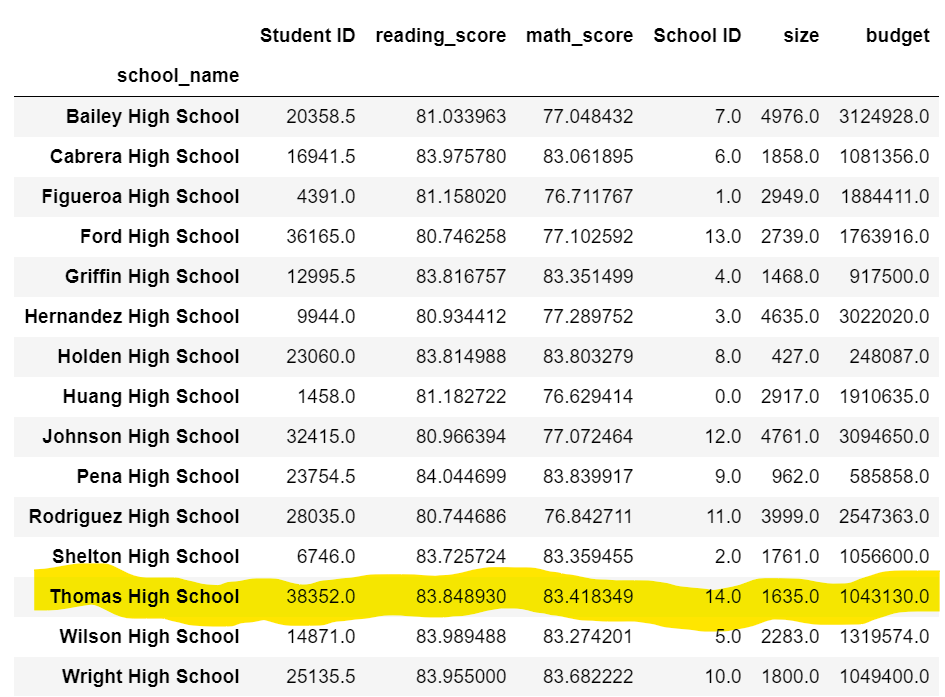 Student ID reading_score math_score School ID size budget
school_name
Bailey High School 20358.5 81.033963 77.048432 7.0 4976.0 3124928.0
Cabrera High School 16941.5 83.975780 83.061895 6.0 1858.0 1081356.0
Figueroa High School 4391.0 81.158020 76.711767 1.0 2949.0 1884411.0
Ford High School 36165.0 80.746258 77.102592 13.0 2739.0 1763916.0
Griffin High School 12995.5 83.816757 83.351499 4.0 1468.0 917500.0
Hernandez High School 9944.0 80.934412 77.289752 3.0 4635.0 3022020.0
Holden High School 23060.0 83.814988 83.803279 8.0 427.0 248087.0
Huang High School 1458.0 81.182722 76.629414 0.0 2917.0 1910635.0
Johnson High School 32415.0 80.966394 77.072464 12.0 4761.0 3094650.0
Pena High School 23754.5 84.044699 83.839917 9.0 962.0 585858.0
Rodriguez High School 28035.0 80.744686 76.842711 11.0 3999.0 2547363.0
Shelton High School 6746.0 83.725724 83.359455 2.0 1761.0 1056600.0
Thomas High School 38352.0 83.848930 83.418349 14.0 1635.0 1043130.0
Wilson High School 14871.0 83.989488 83.274201 5.0 2283.0 1319574.0
Wright High School 25135.5 83.955000 83.682222 10.0 1800.0 1049400.0